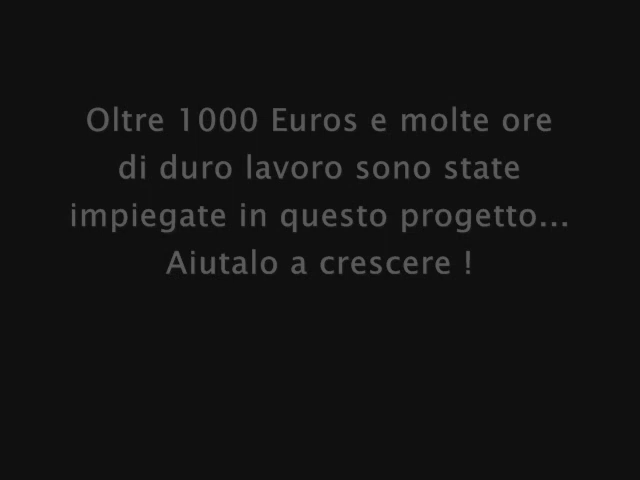 Oltre 1000 Euros e molte ore
di duro lavoro sono state
impiegate in questo progetto...
Aiutalo a crescere !